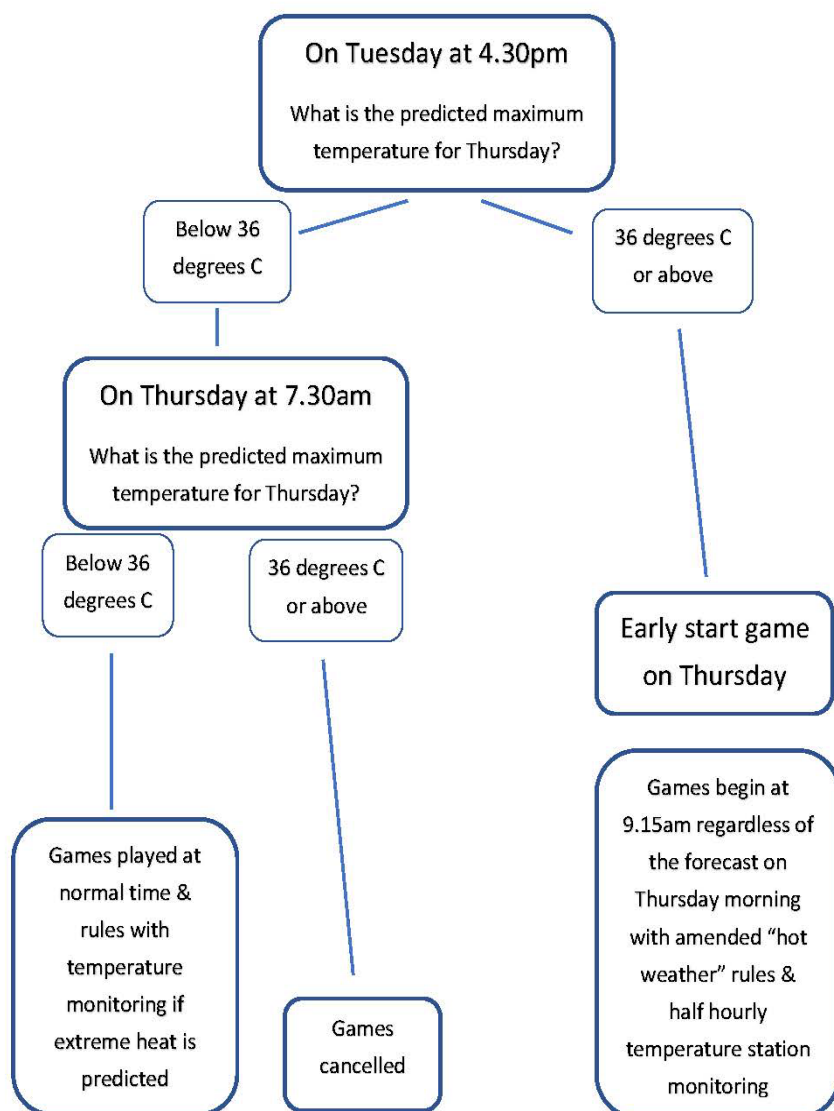 On Tuesday at 4.30pm
What is the predicted maximum
temperature for Thursday?
Below 36
degrees C
36 degrees C
or above
On Thursday at 7.30am
What is the predicted maximum
temperature for Thursday?
Below 36
degrees C
36 degrees C
or above
Early start game
on Thursday
Games played at
normal time &
rules with
temperature
monitoring if
extreme heat is
predicted
Games
cancelled
Games begin at
9.15am regardless of
the forecast on
Thursday morning
with amended “hot
weather” rules &
half hourly
temperature station
monitoring